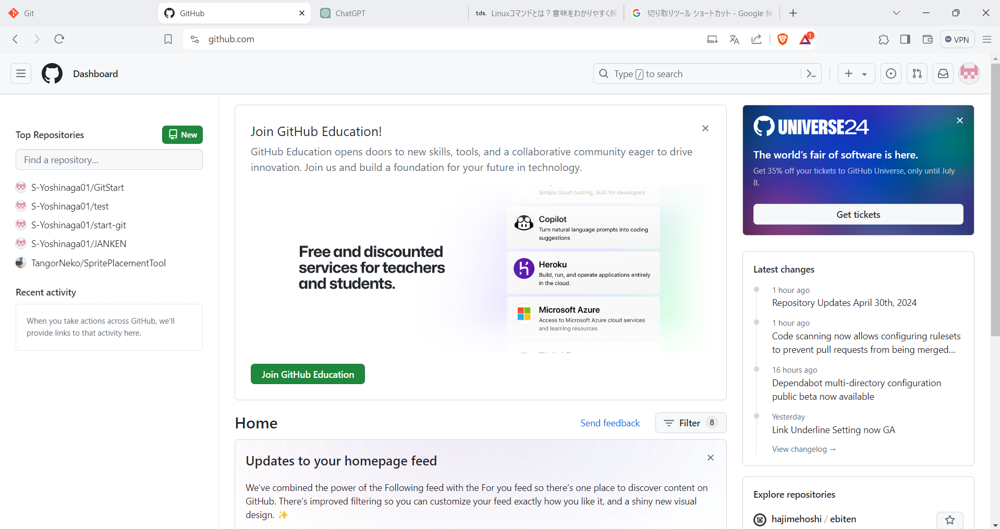 Git
GitHub
ChatGPT
tds. Linuxコマンドとは？意味をわかりやすく解
切り取りツール ショートカット - Google 検
github.com
1
VPN
Dashboard
Type / to search
Top Repositories
New
Find a repository...
S-Yoshinaga01/GitStart
S-Yoshinaga01/test
S-Yoshinaga01/start-git
S-Yoshinaga01/JANKEN
TangorNeko/SpritePlacementTool
Recent activity
When you take actions across GitHub, we'll
provide links to that activity here.
Join GitHub Education!
GitHub Education opens doors to new skills, tools, and a collaborative community eager to drive
innovation. Join us and build a foundation for your future in technology.
Free and discounted
services for teachers
and students.
Simple cloud hosting, built for developers
Copilot
Turn natural language prompts into coding
suggestions
Heroku
Build, run, and operate applications entirely
in the cloud.
Microsoft Azure
Access to Microsoft Azure cloud services
and learning resources
Join GitHub Education
Home
Send feedback
Filter 8
Updates to your homepage feed
We've combined the power of the Following feed with the For you feed so there's one place to discover content on
GitHub. There's improved filtering so you can customize your feed exactly how you like it, and a shiny new visual
design. ✨
UNIVERSE24
The world's fair of software is here.
Get 35% off your tickets to GitHub Universe, only until July
8.
Get tickets
Latest changes
1 hour ago
Repository Updates April 30th, 2024
1 hour ago
Code scanning now allows configuring rulesets
to prevent pull requests from being merged...
16 hours ago
Dependabot multi-directory configuration
public beta now available
Yesterday
Link Underline Setting now GA
View changelog →
Explore repositories
hajimehoshi / ebiten